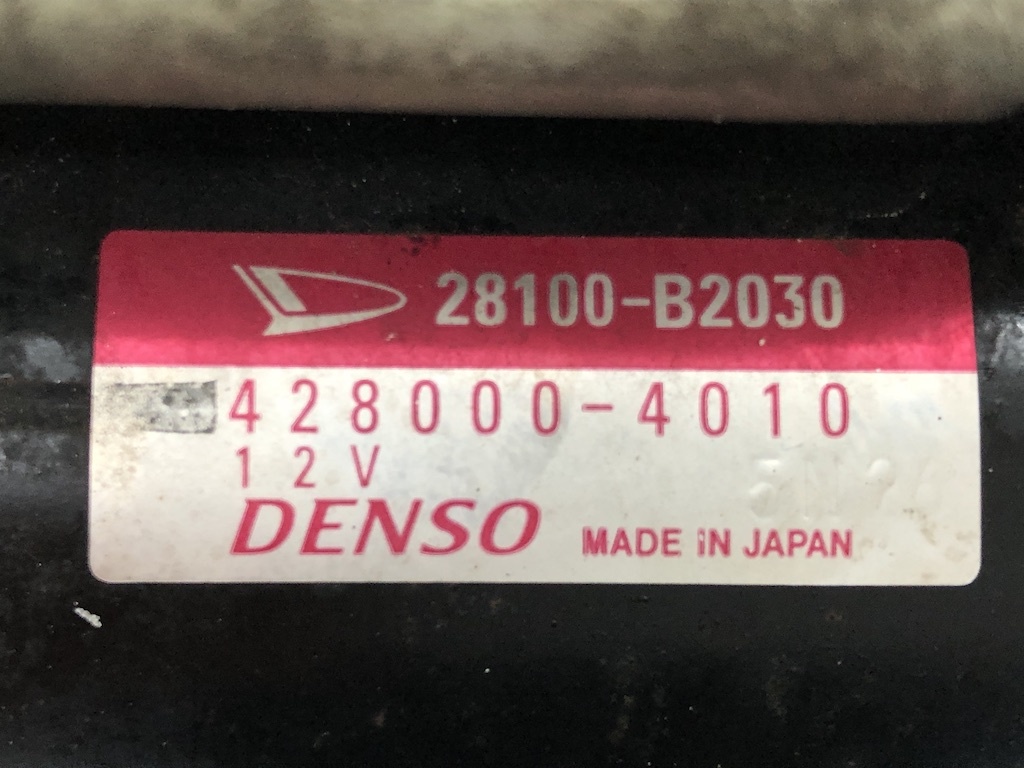 28100-B2030
428000-4010
12V
DENSO
MADE IN JAPAN